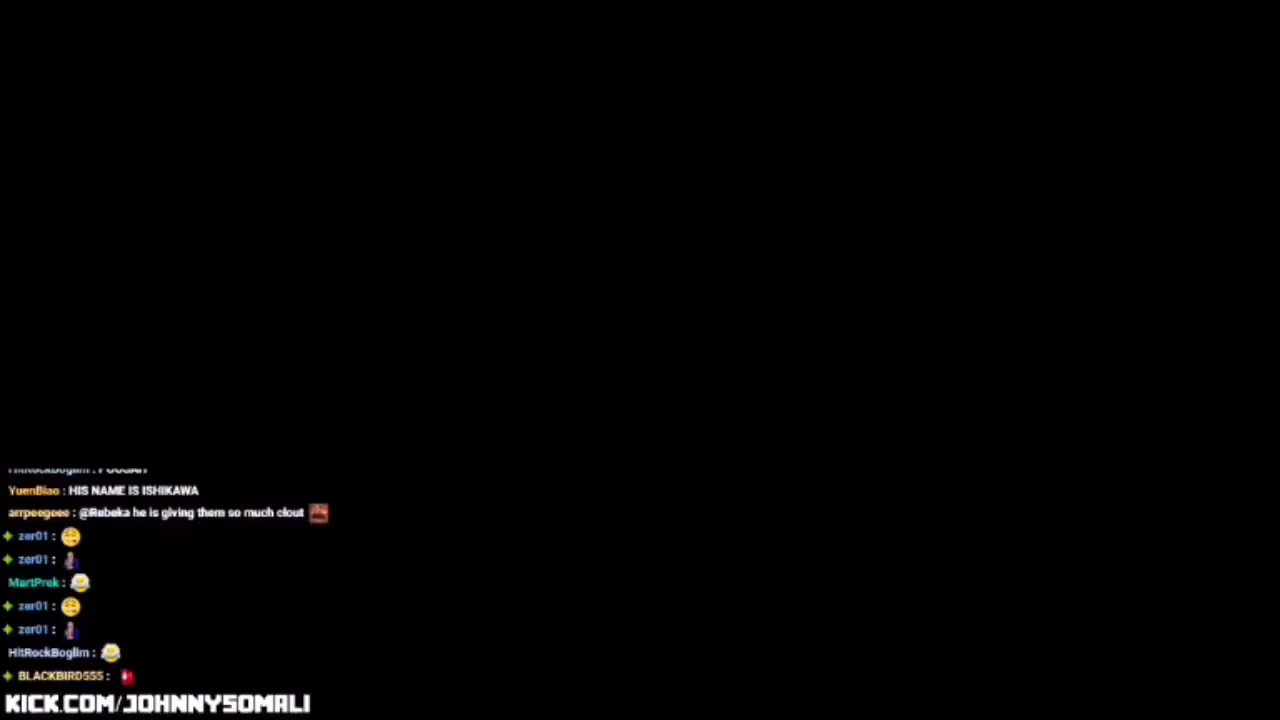 YuenBiao : HIS NAME IS ISHIKAWA
arrpeegeee : @Rebeka he is giving them so much clout
zer01 :
zer01 :
MartPrek :
zer01 :
zer01 :
HitRockBoglim :
BLACKBIRD555 :
KICK.COM/JOHNNYSOMALI